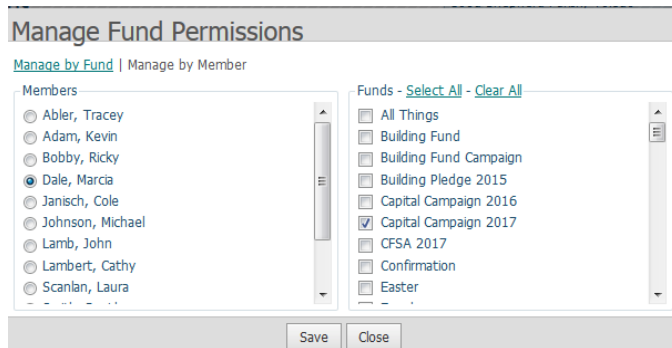 Manage Fund Permissions
Manage by Fund | Manage by Member
Members
Abler, Tracey
Adam, Kevin
Bobby, Ricky
Dale, Marcia
Janisch, Cole
Johnson, Michael
Lamb, John
Lambert, Cathy
Scanlan, Laura
Funds - Select All - Clear All
All Things
Building Fund
Building Fund Campaign
Building Pledge 2015
Capital Campaign 2016
Capital Campaign 2017
CFSA 2017
Confirmation
Easter
Save Close